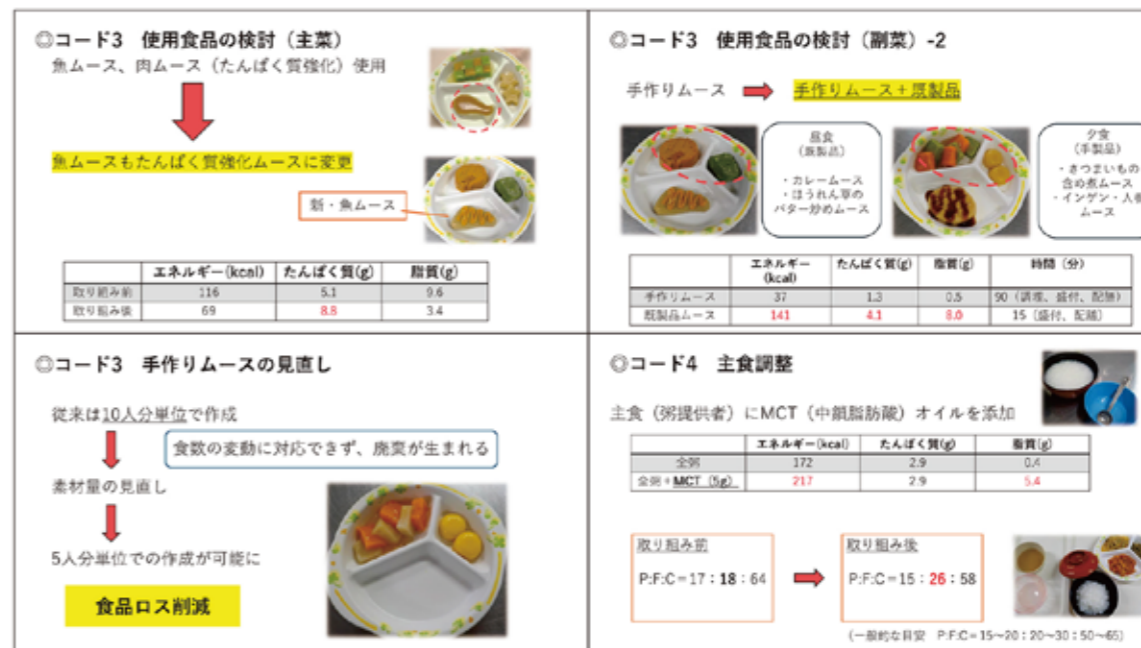 ◎コード3 使用食品の検討（主菜）
魚ムース、肉ムース（たんぱく質強化）使用
魚ムースもたんぱく質強化ムースに変更
新・魚ムース
エネルギー(kcal) たんぱく質(g) 脂質(g)
取り組み前 116 5.1 9.6
取り組み後 69 8.8 3.4
◎コード3 使用食品の検討（副菜）-2
手作りムース 手作りムース＋既製品
昼食
（既製品）
・カレームース
・ほうれん草の
バター炒めムース
夕食
（手製品）
・さつまいもの
含め煮ムース
・インゲン・人参
ムース
エネルギー
(kcal) たんぱく質(g) 脂質(g) 時間（分）
手作りムース 37 1.3 0.5 90（調理、盛付、配膳）
既製品ムース 141 4.1 8.0 15（盛付、配膳）
◎コード3 手作りムースの見直し
従来は10人分単位で作成
食数の変動に対応できず、廃棄が生まれる
素材量の見直し
5人分単位での作成が可能に
食品ロス削減
◎コード4 主食調整
主食（粥提供者）にMCT（中鎖脂肪酸）オイルを添加
エネルギー(kcal) たんぱく質(g) 脂質(g)
全粥 172 2.9 0.4
全粥＋MCT（5g） 217 2.9 5.4
取り組み前
P:F:C＝17：18：64
取り組み後
P:F:C＝15：26：58
（一般的な目安 P:F:C＝15～20：20～30：50～65）